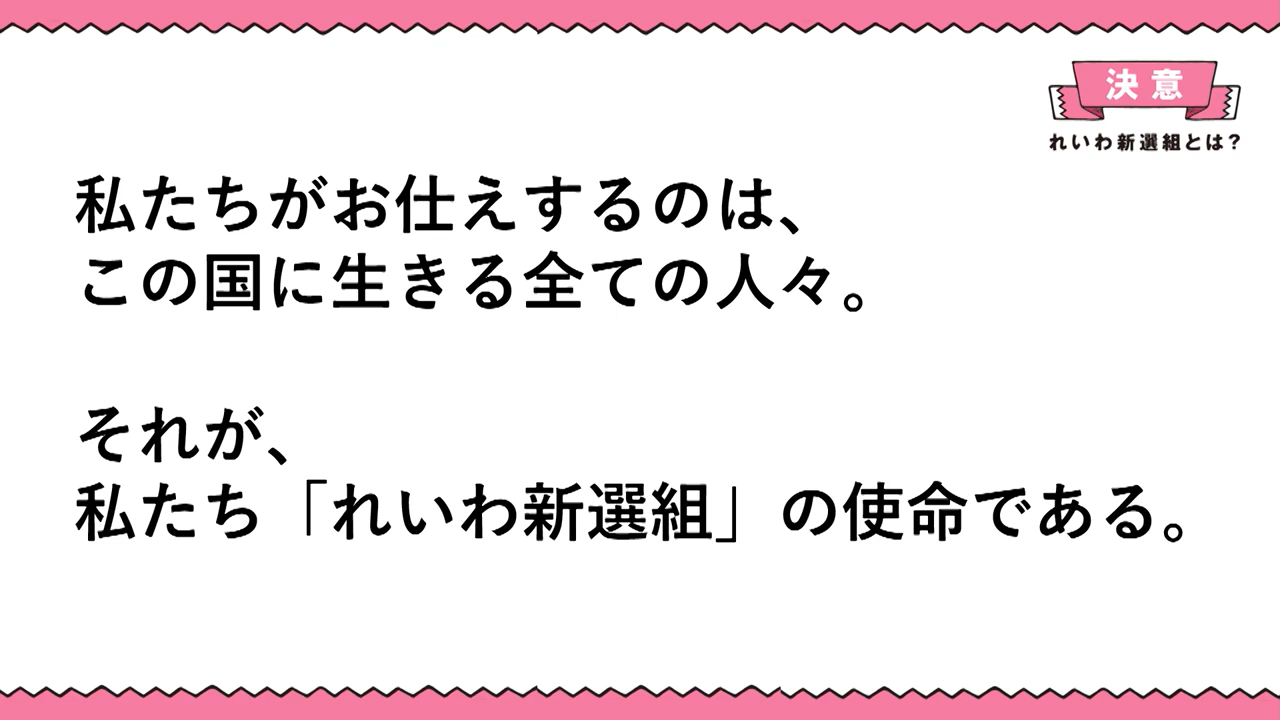 決意
れいわ新選組とは?
私たちがお仕えするのは、
この国に生きる全ての人々。
それが、
私たち「れいわ新選組」の使命である。